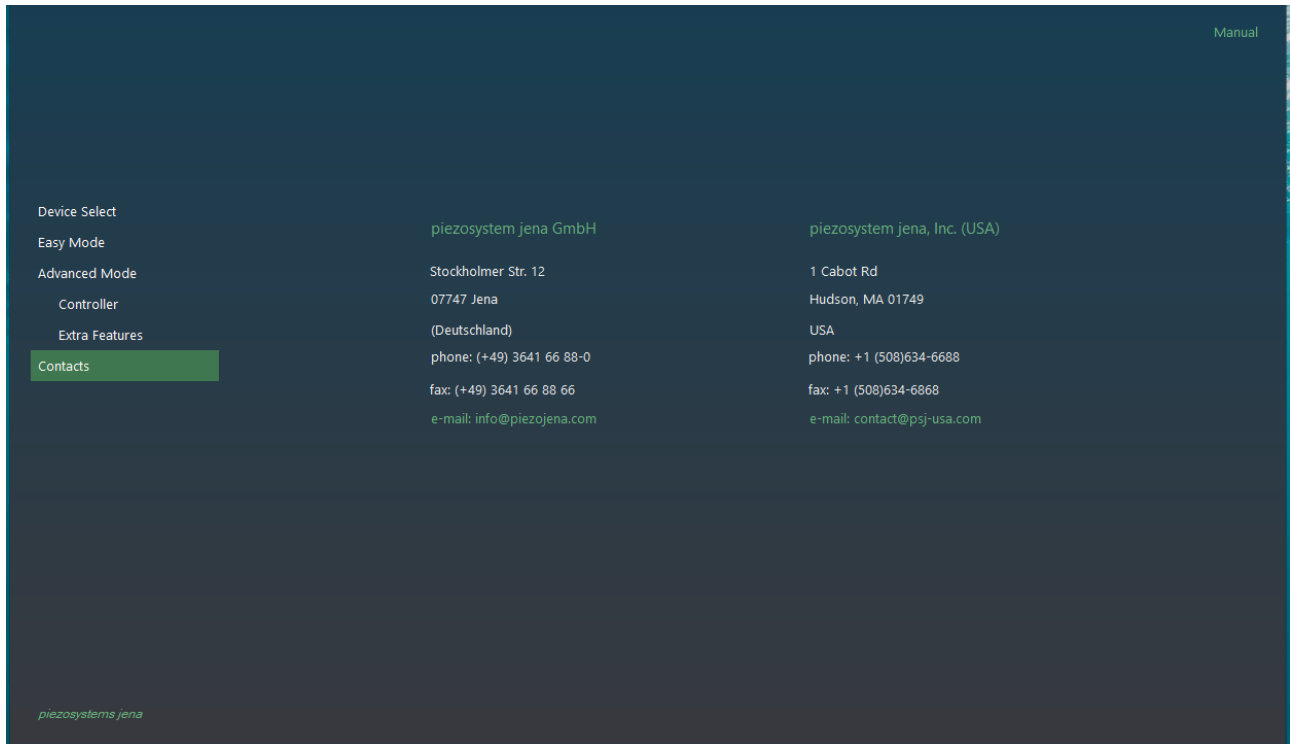 Manual
Device Select
Easy Mode
Advanced Mode
Controller
Extra Features
Contacts
piezosystem jena GmbH
Stockholmer Str. 12
07747 Jena
(Deutschland)
phone: (+49) 3641 66 88-0
fax: (+49) 3641 66 88 66
e-mail: info@piezojena.com
piezosystem jena, Inc. (USA)
1 Cabot Rd
Hudson, MA 01749
USA
phone: +1 (508)634-6688
fax: +1 (508)634-6868
e-mail: contact@psj-usa.com
piezosystems jena